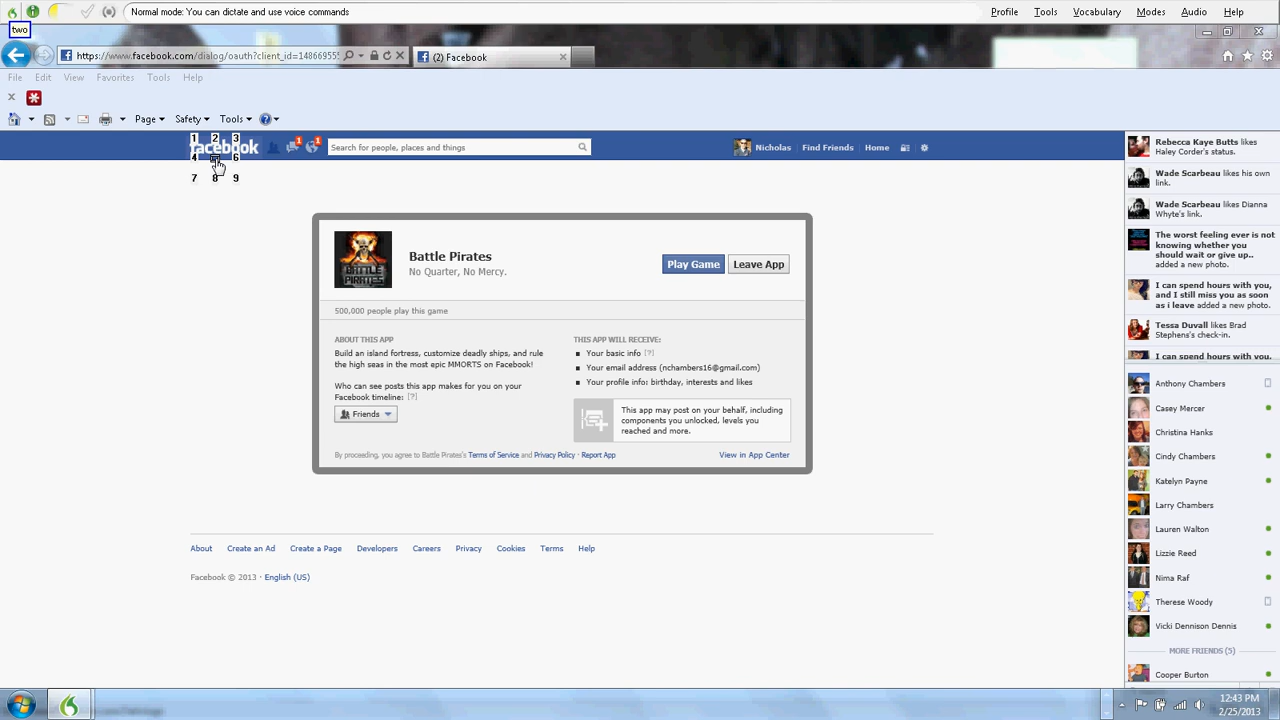 Normal mode: You can dictate and use voice commands
Profile Tools Vocabulary Modes Audio Help
two
https://www.facebook.com/dialog/oauth?client_id=14866955
(2) Facebook
File Edit View Favorites Tools Help
Page Safety Tools
1 2 3
facebook
4 6
7 8 9
1 1
Search for people, places and things
Nicholas Find Friends Home
Battle Pirates
No Quarter, No Mercy.
Play Game Leave App
BATTLE
PIRATES
500,000 people play this game
ABOUT THIS APP
Build an island fortress, customize deadly ships, and rule
the high seas in the most epic MMORTS on Facebook!
Who can see posts this app makes for you on your
Facebook timeline: [?]
Friends
THIS APP WILL RECEIVE:
Your basic info [?]
Your email address (nchambers16@gmail.com)
Your profile info: birthday, interests and likes
This app may post on your behalf, including
components you unlocked, levels you
reached and more.
By proceeding, you agree to Battle Pirates's Terms of Service and Privacy Policy · Report App
View in App Center
About Create an Ad Create a Page Developers Careers Privacy Cookies Terms Help
Facebook © 2013 · English (US)
Rebecca Kaye Butts likes
Haley Corder's status.
Wade Scarbeau likes his own
link.
Wade Scarbeau likes Dianna
Whyte's link.
The worst feeling ever is not
knowing whether you
should wait or give up..
added a new photo.
I can spend hours with you,
and I still miss you as soon
as i leave added a new photo.
Tessa Duvall likes Brad
Stephens's check-in.
I can spend hours with you,
Anthony Chambers
Casey Mercer
Christina Hanks
Cindy Chambers
Katelyn Payne
Larry Chambers
Lauren Walton
Lizzie Reed
Nima Raf
Therese Woody
Vicki Dennison Dennis
MORE FRIENDS (5)
Cooper Burton
12:43 PM
2/25/2013